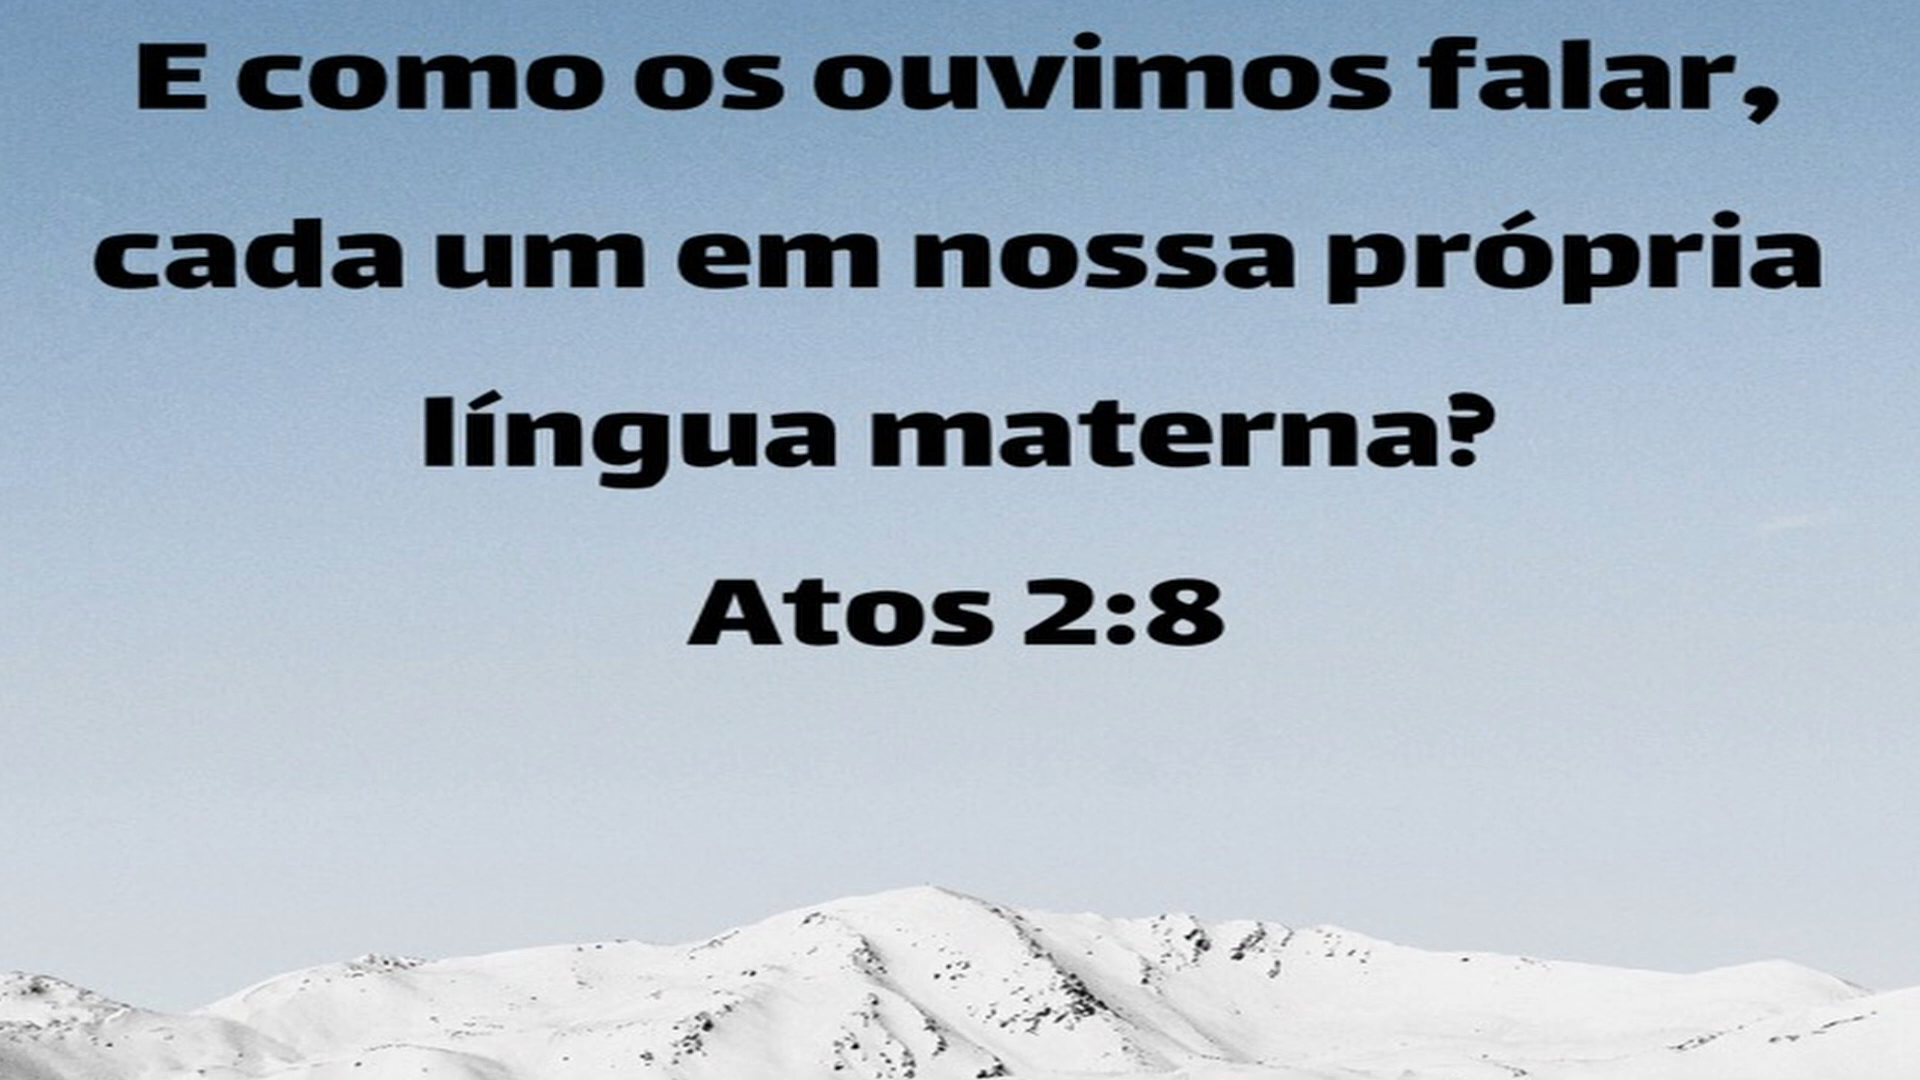 E como os ouvimos falar,
cada um em nossa própria
língua materna?
Atos 2:8